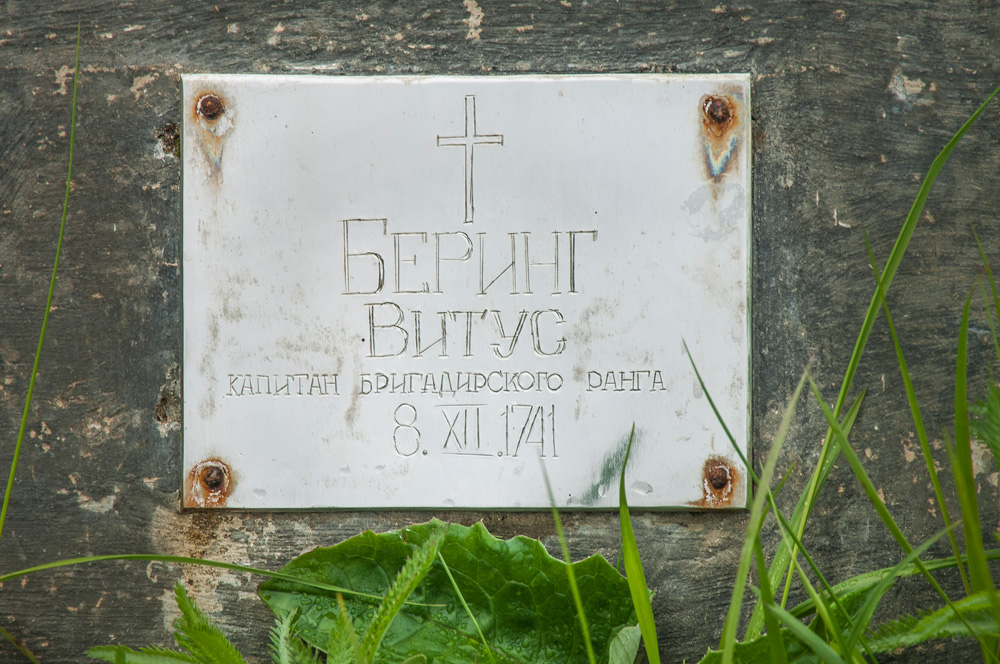 БЕРИНГ
ВИТУС
КАПИТАН БРИГАДИРСКОГО РАНГА
8.XII.1741